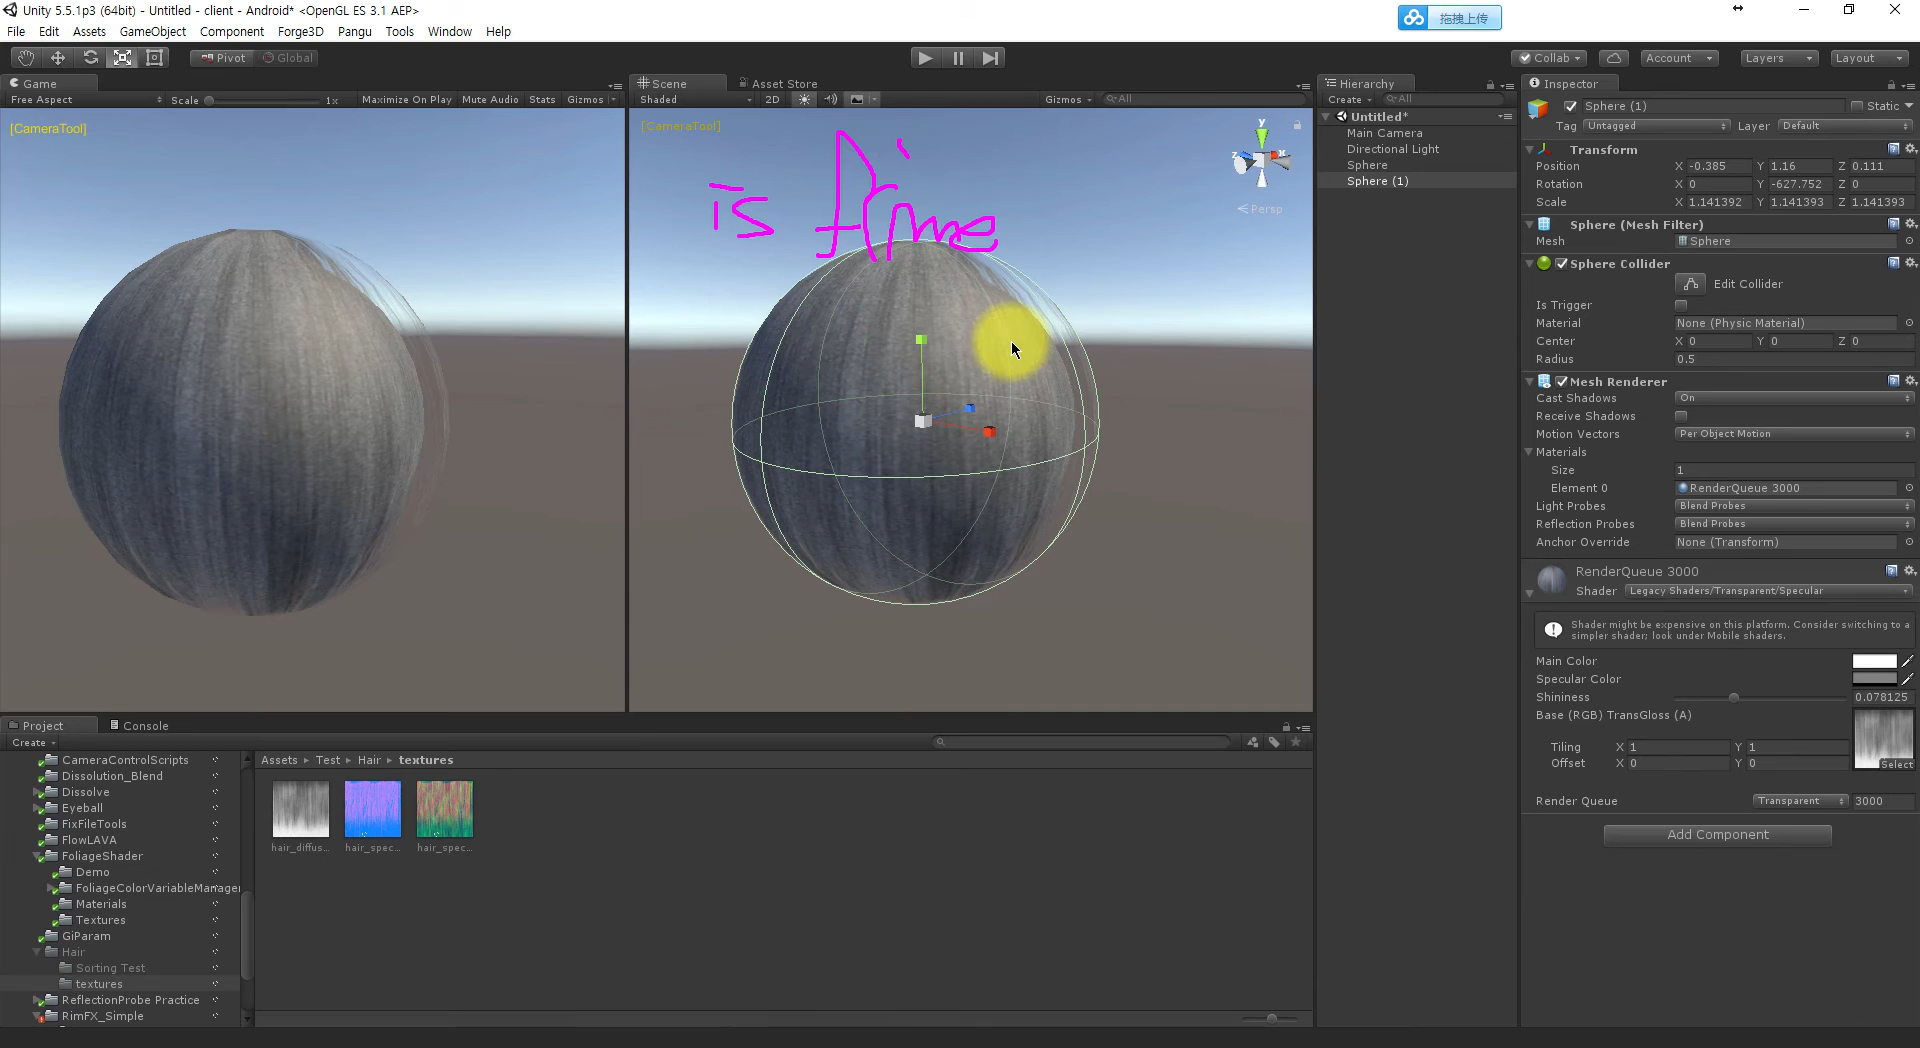 Unity 5.5.1p3 (64bit) - Untitled - client - Android* <OpenGL ES 3.1 AEP>
拖拽上传
File Edit Assets GameObject Component Forge3D Pangu Tools Window Help
Pivot Global Collab Account Layers Layout
Game
Free Aspect Scale 1x Maximize On Play Mute Audio Stats Gizmos
[CameraTool]
Scene Asset Store
Shaded 2D Gizmos All
[CameraTool]
is
y
z x
Persp
Hierarchy
Create All
Untitled*
Main Camera
Directional Light
Sphere
Sphere (1)
Inspector
Sphere (1) Static
Tag Untagged Layer Default
Transform
Position X -0.385 Y 1.16 Z 0.111
Rotation X 0 Y -627.752 Z 0
Scale X 1.141392 Y 1.141393 Z 1.141393
Sphere (Mesh Filter)
Mesh Sphere
Sphere Collider
Edit Collider
Is Trigger
Material None (Physic Material)
Center X 0 Y 0 Z 0
Radius 0.5
Mesh Renderer
Cast Shadows On
Receive Shadows
Motion Vectors Per Object Motion
Materials
Size 1
Element 0 RenderQueue 3000
Light Probes Blend Probes
Reflection Probes Blend Probes
Anchor Override None (Transform)
RenderQueue 3000
Shader Legacy Shaders/Transparent/Specular
Shader might be expensive on this platform. Consider switching to a
simpler shader; look under Mobile shaders.
Main Color
Specular Color
Shininess 0.078125
Base (RGB) TransGloss (A)
Tiling X 1 Y 1
Offset X 0 Y 0
Select
Render Queue Transparent 3000
Add Component
Project Console
Create
CameraControlScripts
Dissolution_Blend
Dissolve
Eyeball
FixFileTools
FlowLAVA
FoliageShader
Demo
FoliageColorVariableManager
Materials
Textures
GiParam
Hair
Sorting Test
textures
ReflectionProbe Practice
RimFX_Simple
Assets Test Hair textures
hair_diffus... hair_spec... hair_spec...